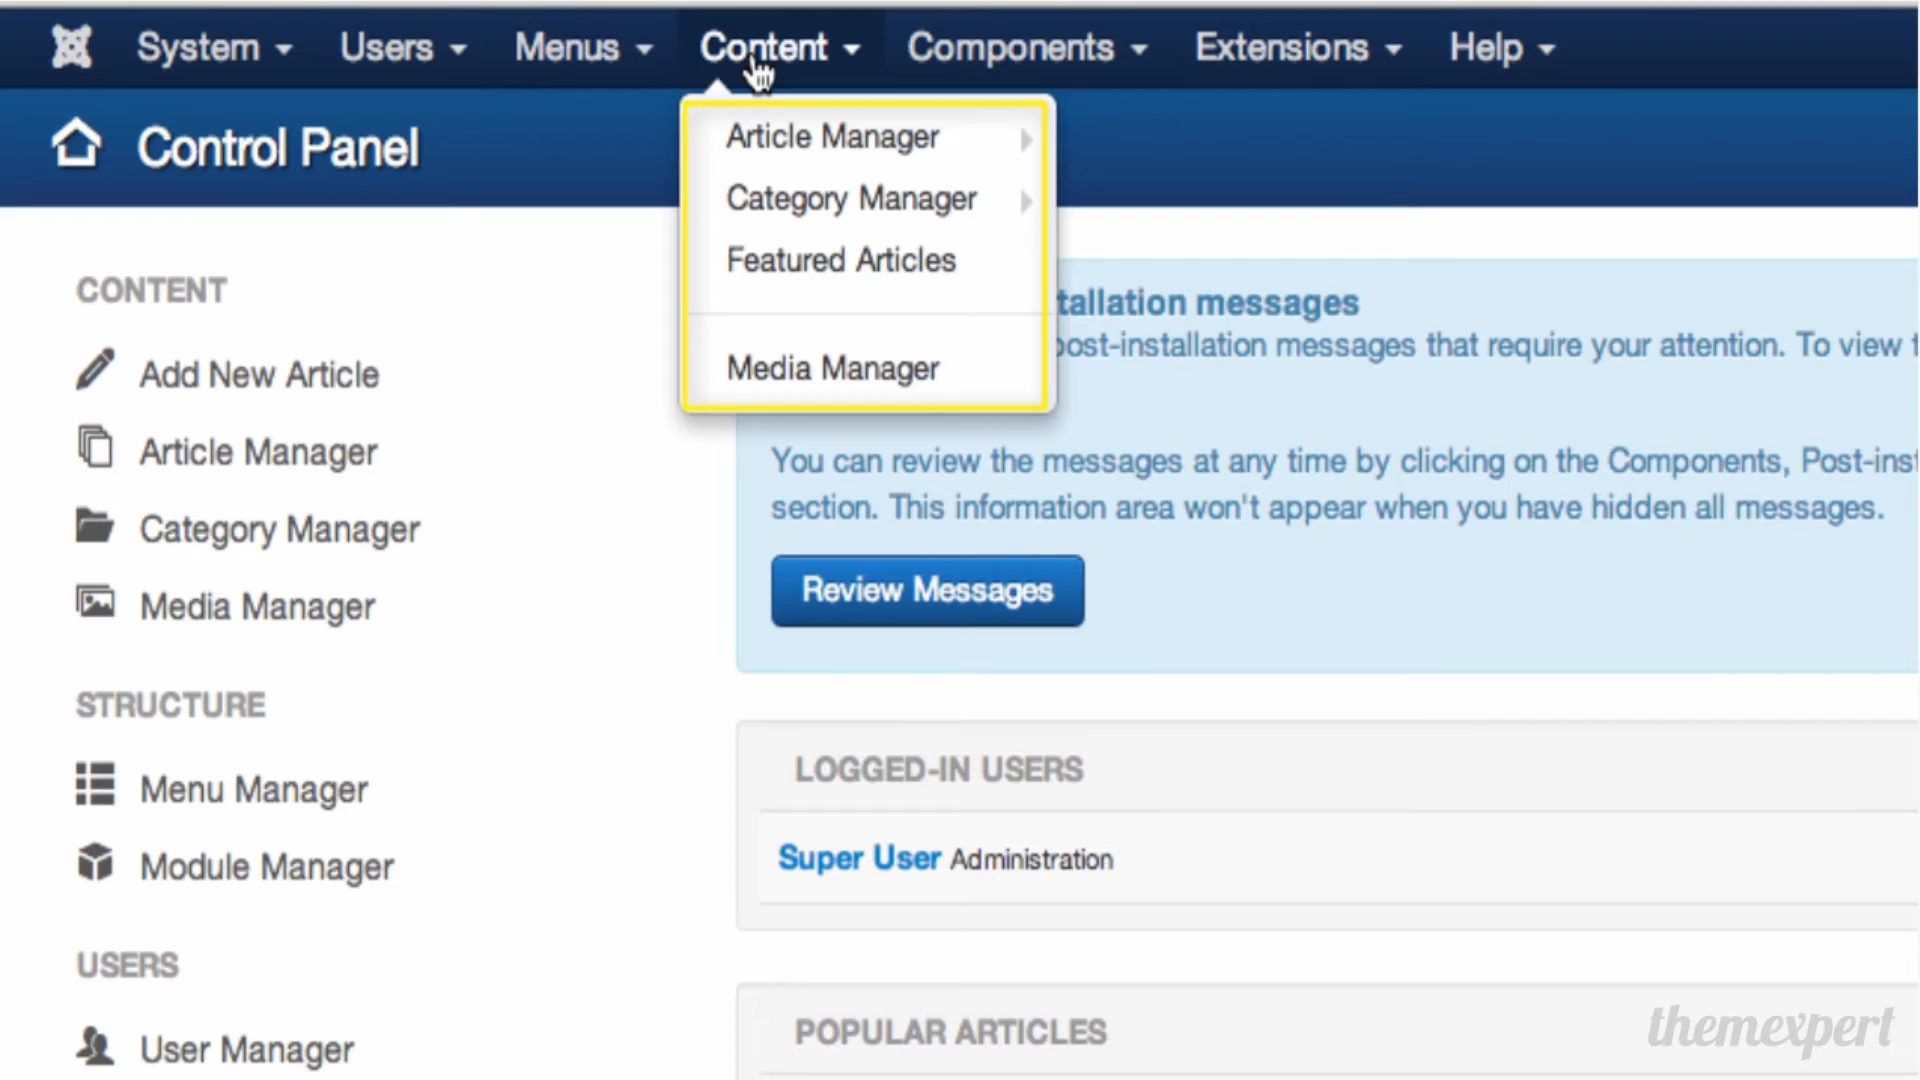 System Users Menus Content Components Extensions Help
Control Panel
Article Manager
Category Manager
Featured Articles
Media Manager
CONTENT
Add New Article
Article Manager
Category Manager
Media Manager
STRUCTURE
Menu Manager
Module Manager
USERS
User Manager
tallation messages
post-installation messages that require your attention. To view
You can review the messages at any time by clicking on the Components, Post-inst
section. This information area won't appear when you have hidden all messages.
Review Messages
LOGGED-IN USERS
Super User Administration
POPULAR ARTICLES
themexpert